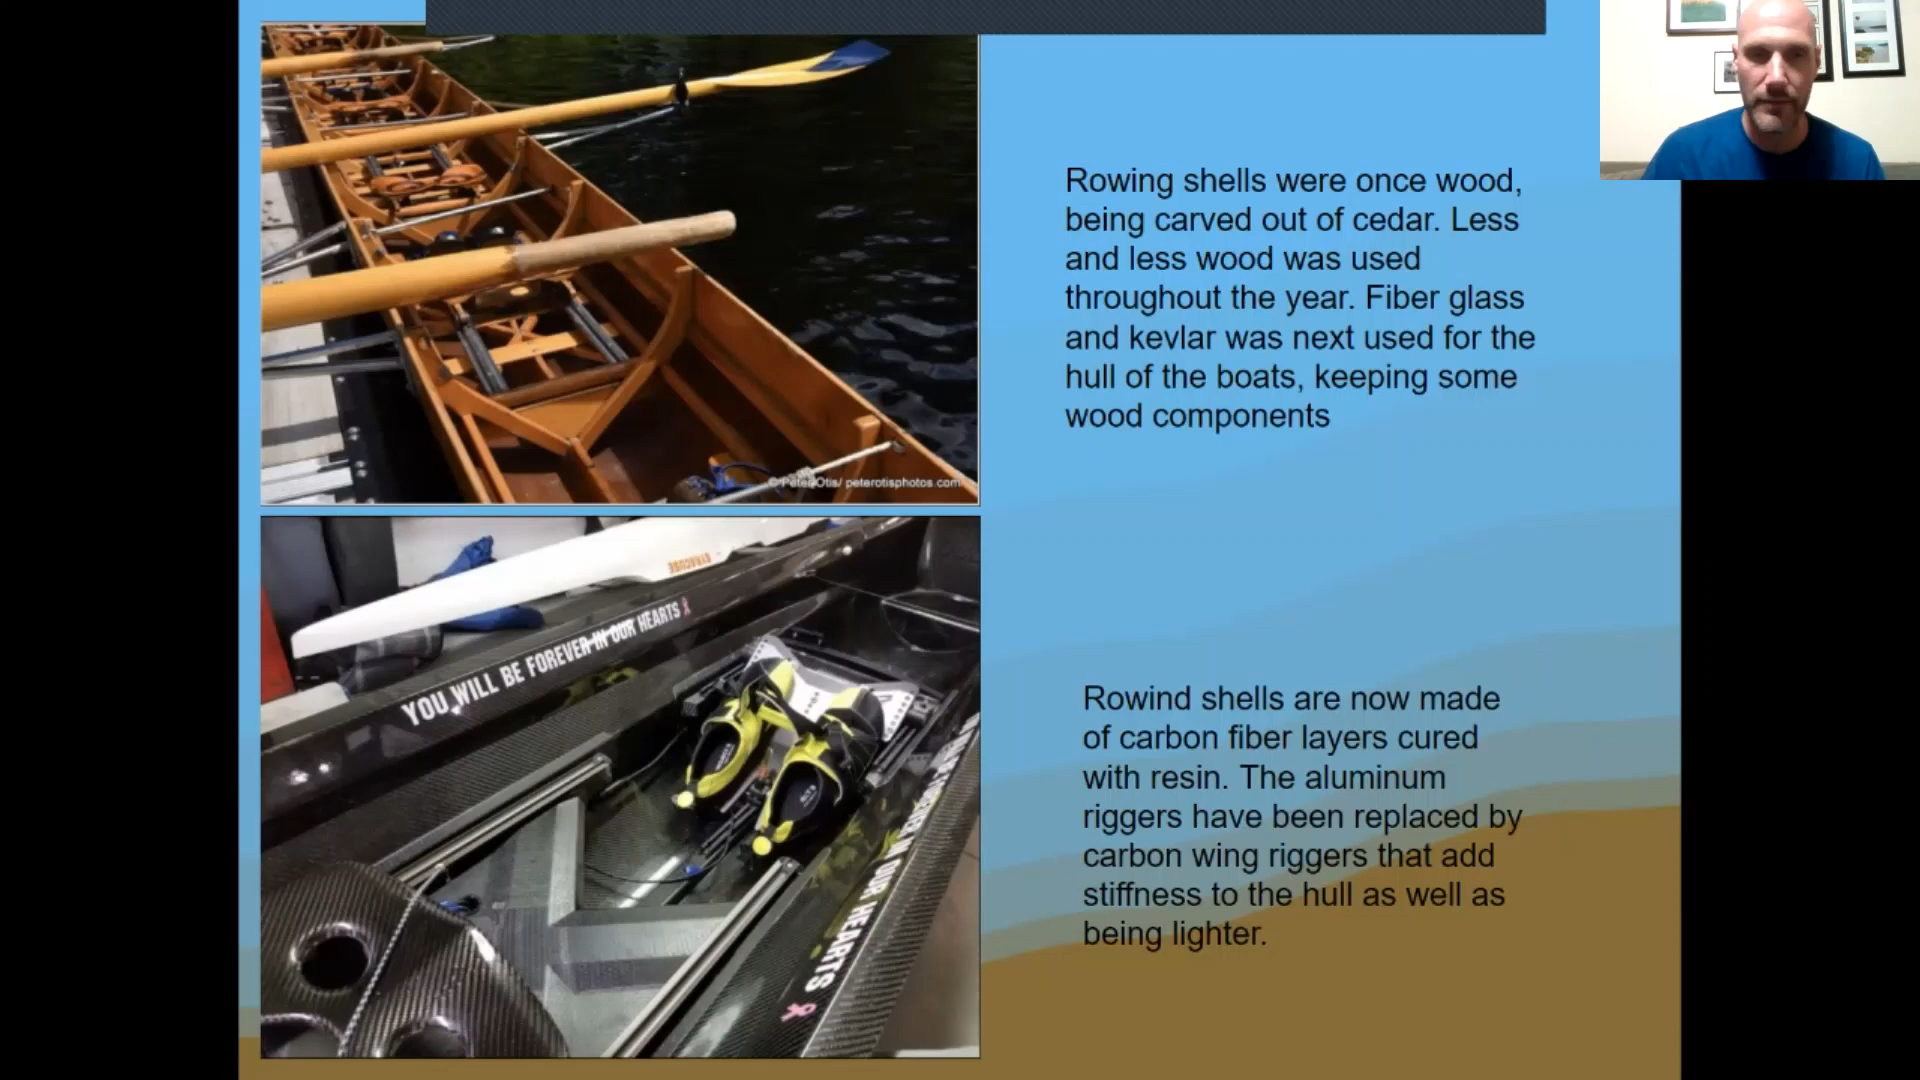 Rowing shells were once wood,
being carved out of cedar. Less
and less wood was used
throughout the year. Fiber glass
and kevlar was next used for the
hull of the boats, keeping some
wood components
© Peter Otis/ peterotisphotos.com
SYRACUSE
YOU WILL BE FOREVER IN OUR HEARTS
FOREVER IN OUR HEARTS
Rowind shells are now made
of carbon fiber layers cured
with resin. The aluminum
riggers have been replaced by
carbon wing riggers that add
stiffness to the hull as well as
being lighter.